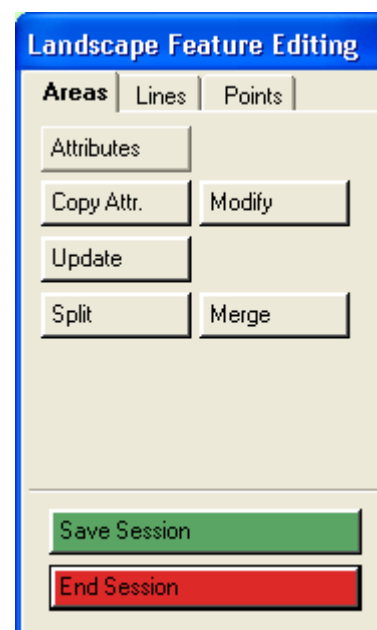 Landscape Feature Editing
Areas Lines Points
Attributes
Copy Attr. Modify
Update
Split Merge
Save Session
End Session